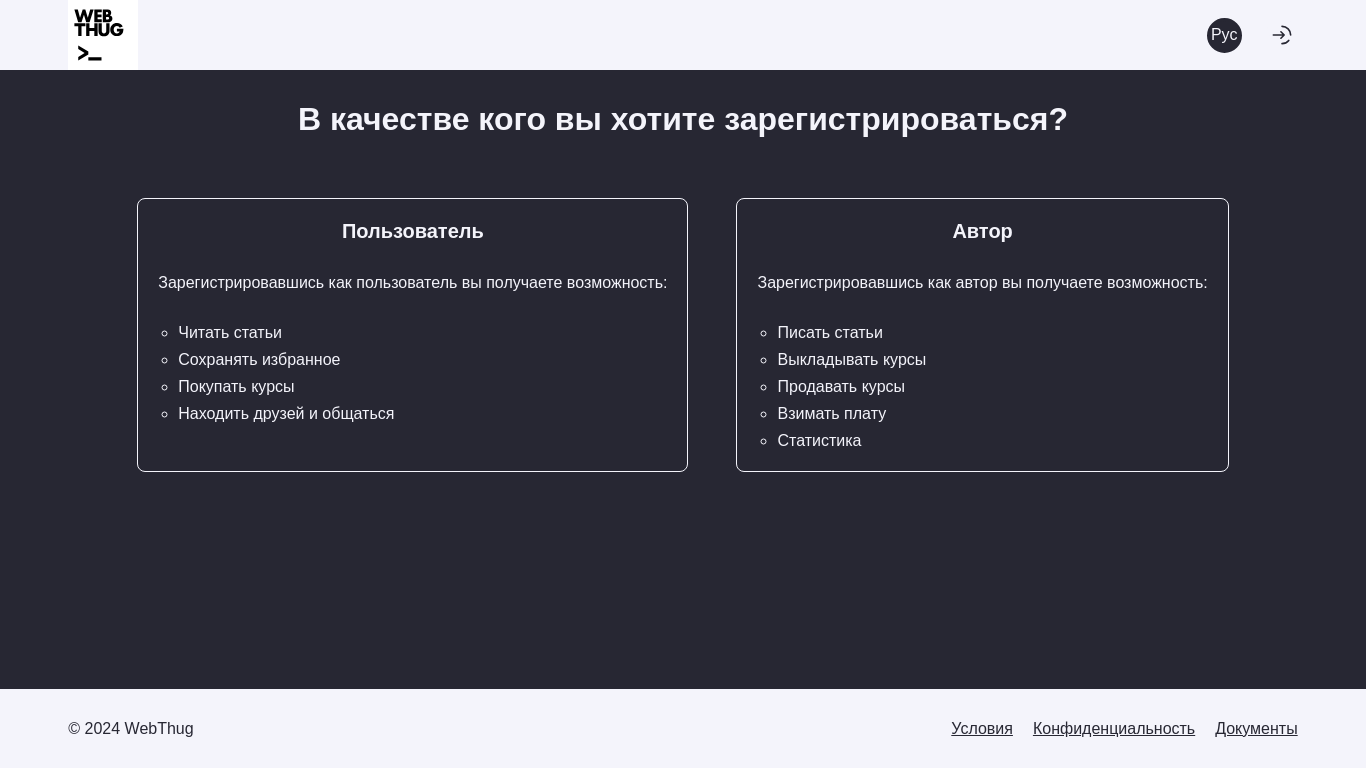 WEB
THUG
>_
Рус
В качестве кого вы хотите зарегистрироваться?
Пользователь
Зарегистрировавшись как пользователь вы получаете возможность:
Читать статьи
Сохранять избранное
Покупать курсы
Находить друзей и общаться
Автор
Зарегистрировавшись как автор вы получаете возможность:
Писать статьи
Выкладывать курсы
Продавать курсы
Взимать плату
Статистика
© 2024 WebThug
Условия Конфиденциальность Документы